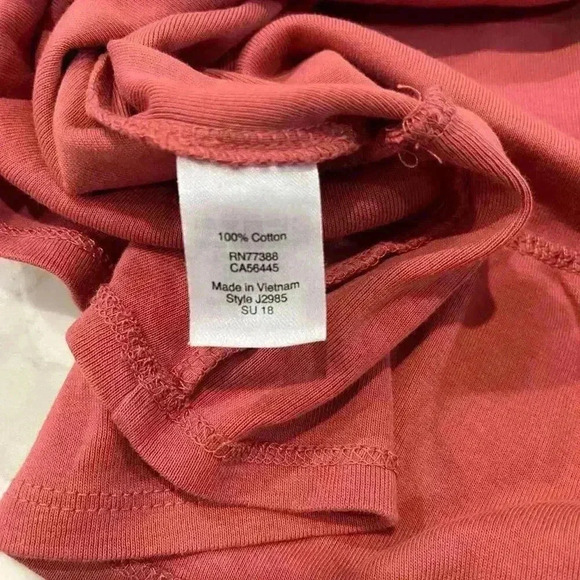 100% Cotton
RN77388
CA56445
Made in Vietnam
Style J2985
SU 18